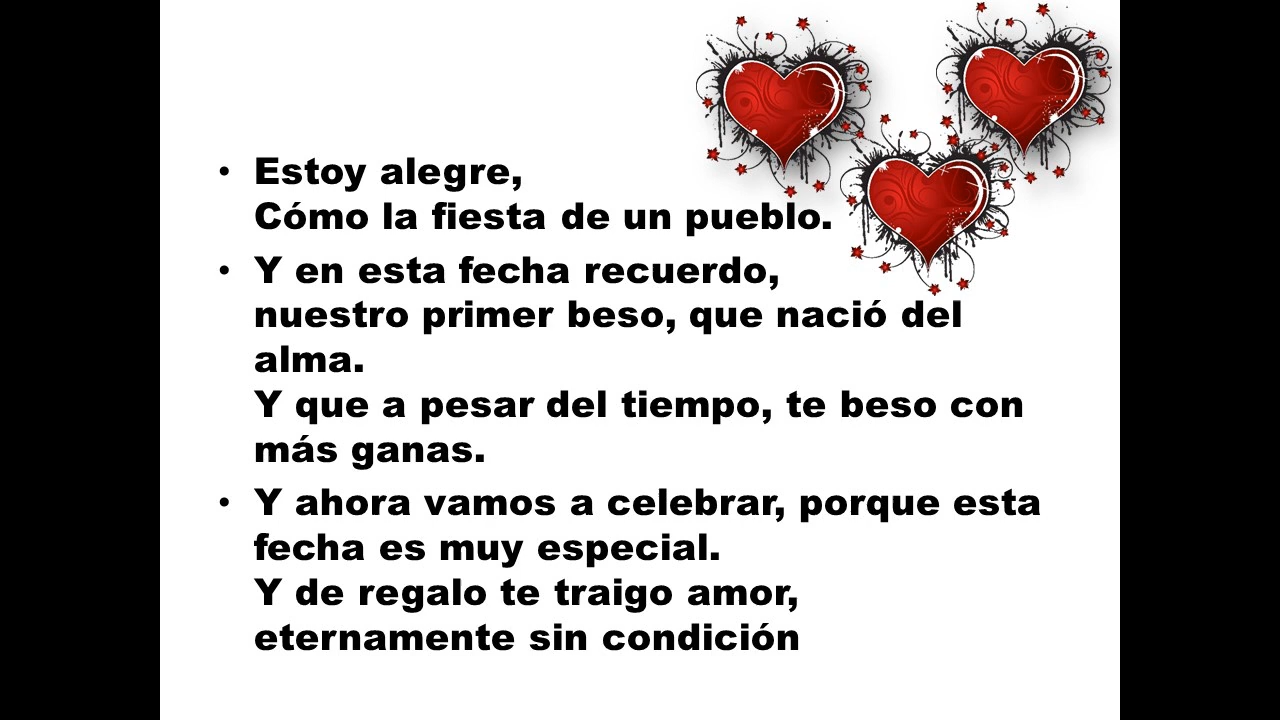 • Estoy alegre,
Cómo la fiesta de un pueblo.
• Y en esta fecha recuerdo,
nuestro primer beso, que nació del
alma.
Y que a pesar del tiempo, te beso con
más ganas.
• Y ahora vamos a celebrar, porque esta
fecha es muy especial.
Y de regalo te traigo amor,
eternamente sin condición